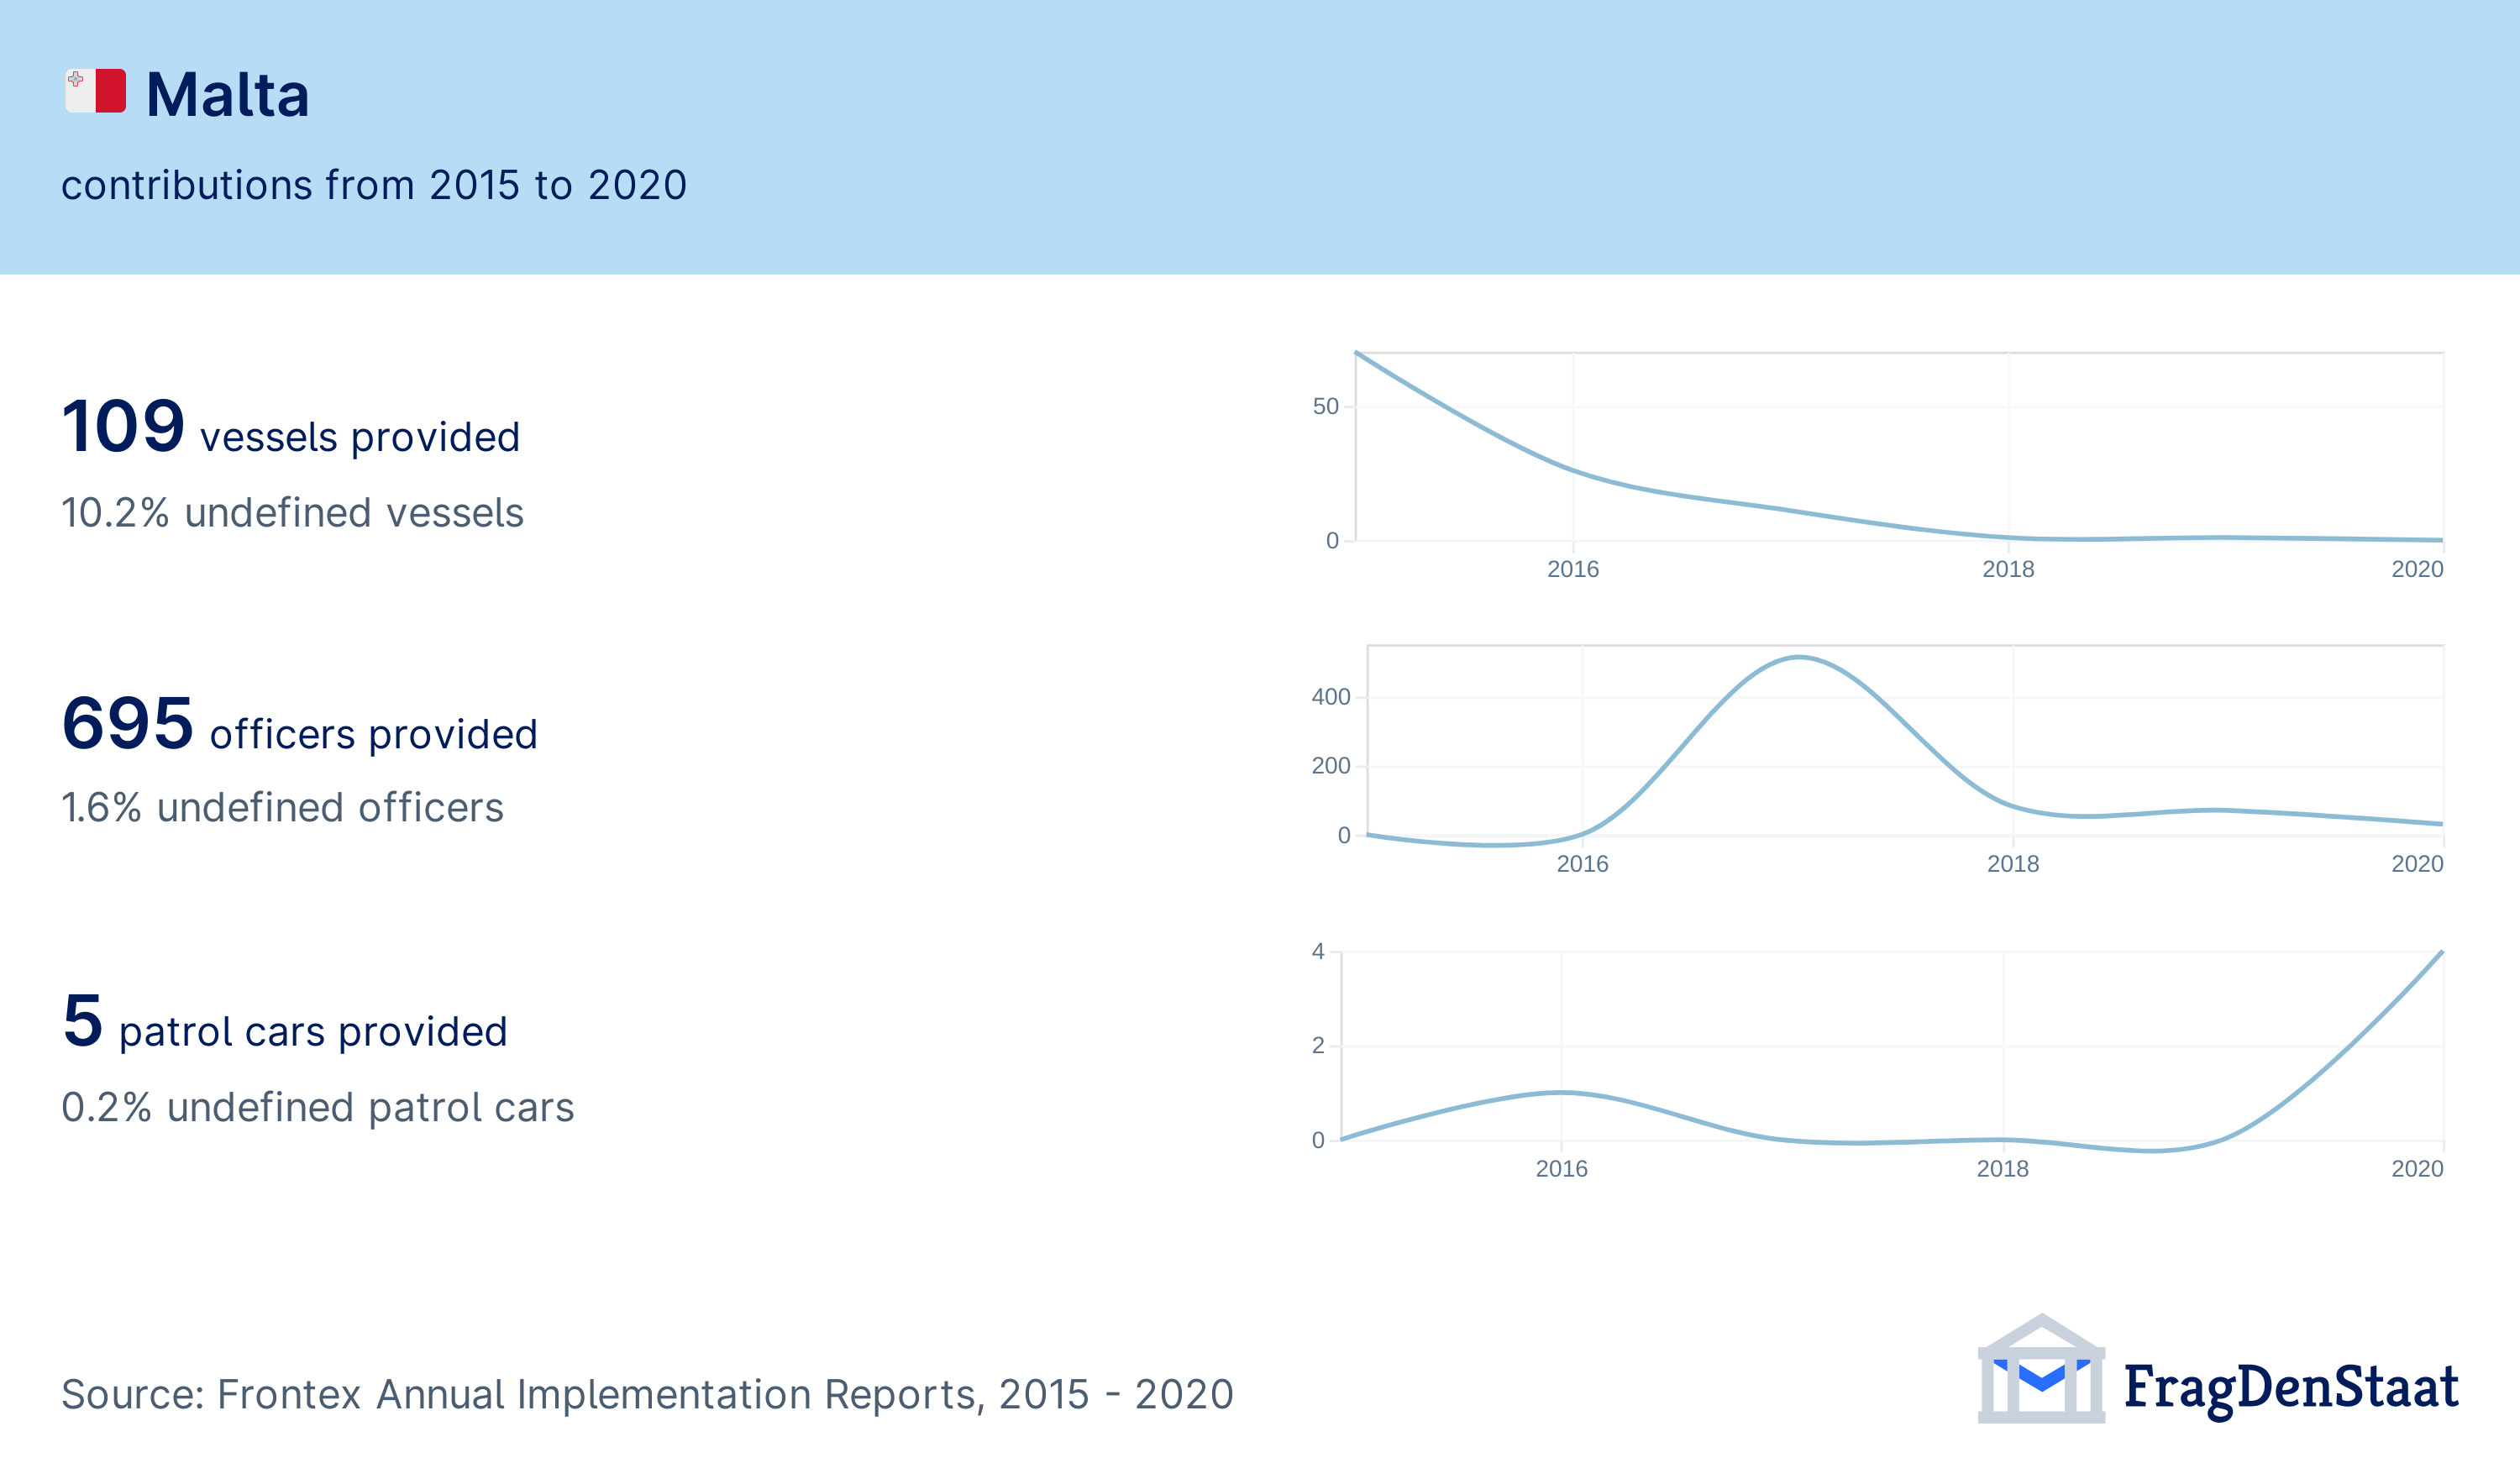 Malta
contributions from 2015 to 2020
109 vessels provided
10.2% undefined vessels
50
0
2016 2018 2020
695 officers provided
1.6% undefined officers
400
200
0
2016 2018 2020
5 patrol cars provided
0.2% undefined patrol cars
4
2
0
2016 2018 2020
Source: Frontex Annual Implementation Reports, 2015 - 2020
FragDenStaat